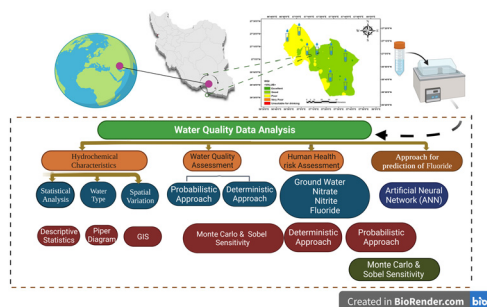 Water Quality Data Analysis
Hydrochemical
Characteristics
Water Quality
Assessment
Human Health
risk Assessment
Approach for
prediction of Fluoride
Statistical
Analysis
Water
Type
Spatial
Variation
Probabilistic
Approach
Deterministic
Approach
Ground Water
Nitrate
Nitrite
Fluoride
Artificial Neural
Network (ANN)
Descriptive
Statistics
Piper
Diagram
GIS
Monte Carlo & Sobel
Sensitivity
Deterministic
Approach
Probabilistic
Approach
Monte Carlo &
Sobel Sensitivity
Created in BioRender.com bio